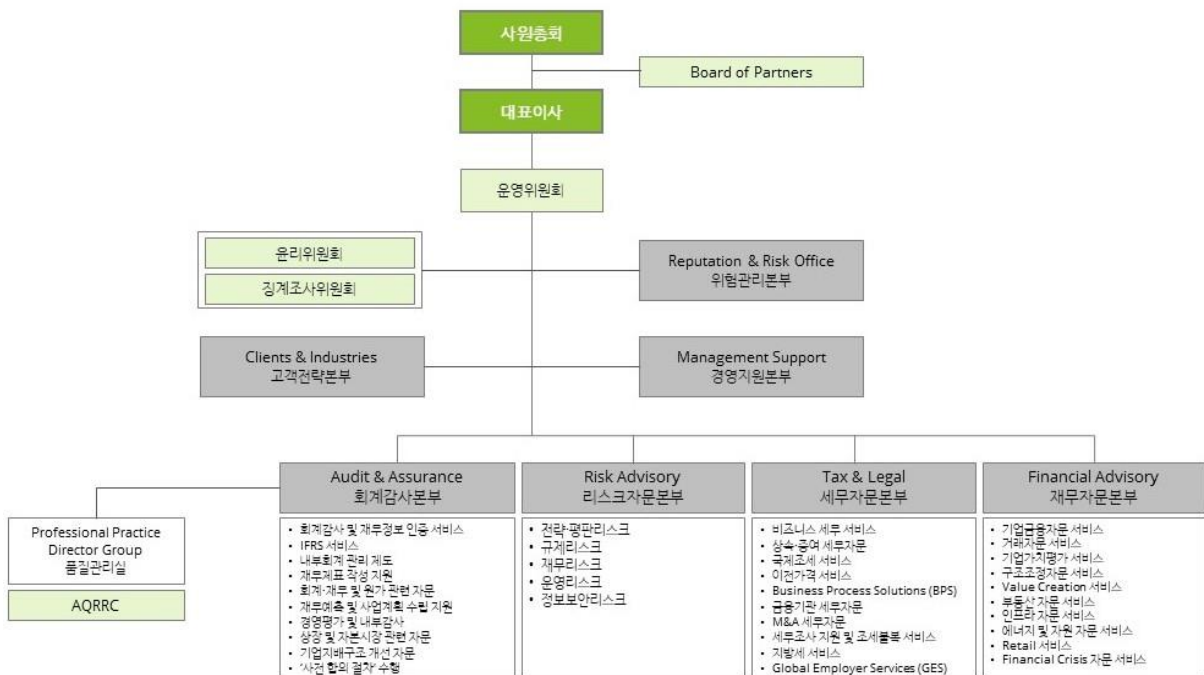 사원총회
Board of Partners
대표이사
운영위원회
윤리위원회
징계조사위원회
Reputation & Risk Office
위험관리본부
Clients & Industries
고객전략본부
Management Support
경영지원본부
Audit & Assurance
회계감사본부
Risk Advisory
리스크자문본부
Tax & Legal
세무자문본부
Financial Advisory
재무자문본부
Professional Practice
Director Group
품질관리실
AQRRC
• 회계감사 및 재무정보 인증 서비스
• IFRS 서비스
• 내부회계 관리 제도
• 재무제표 작성 지원
• 회계·재무 및 원가 관련 자문
• 재무예측 및 사업계획 수립 지원
• 경영평가 및 내부감사
• 상장 및 자본시장 관련 자문
• 기업지배구조 개선 자문
• ‘사전 합의 절차’ 수행
• 전략·평판리스크
• 규제리스크
• 재무리스크
• 운영리스크
• 정보보안리스크
• 비즈니스 세무 서비스
• 상속·증여 세무자문
• 국제조세 서비스
• 이전가격 서비스
• Business Process Solutions (BPS)
• 금융기관 세무자문
• M&A 세무자문
• 세무조사 지원 및 조세불복 서비스
• 지방세 서비스
• Global Employer Services (GES)
• 기업금융자문 서비스
• 거래자문 서비스
• 기업가치평가 서비스
• 구조조정자문 서비스
• Value Creation 서비스
• 부동산 자문 서비스
• 인프라 자문 서비스
• 에너지 및 자원 자문 서비스
• Retail 서비스
• Financial Crisis 자문 서비스